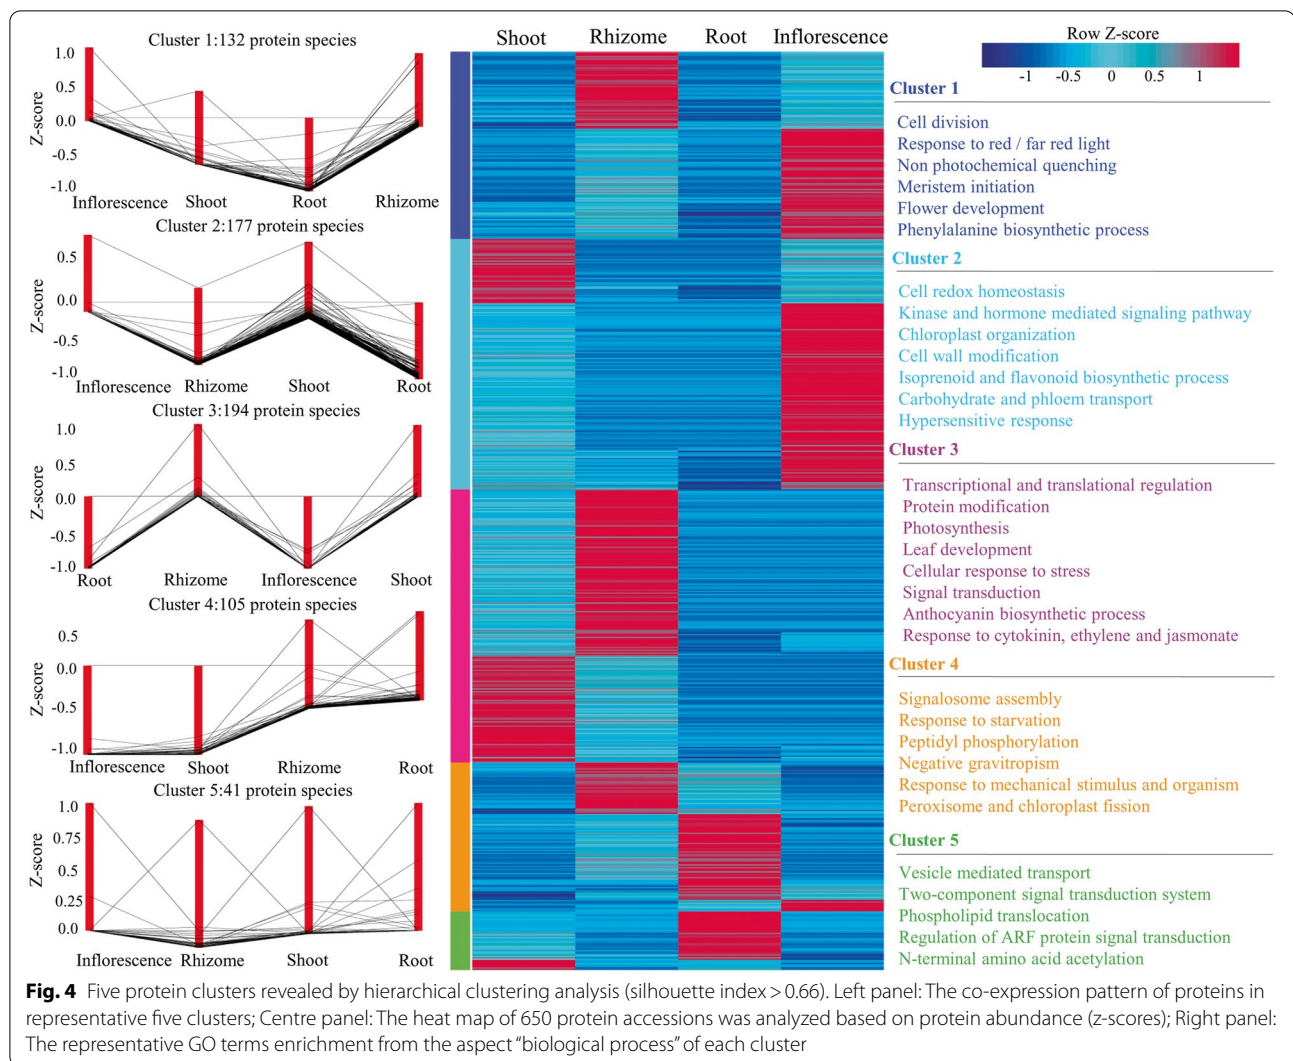 Cluster 1:132 protein species
1.0
0.5
0.0
-0.5
-1.0
Z-score
Inflorescence Shoot Root Rhizome
Cluster 2:177 protein species
0.5
0.0
-0.5
-1.0
Z-score
Inflorescence Rhizome Shoot Root
Cluster 3:194 protein species
1.0
0.5
0.0
-0.5
-1.0
Z-score
Root Rhizome Inflorescence Shoot
Cluster 4:105 protein species
0.5
0.0
-0.5
-1.0
Z-score
Inflorescence Shoot Rhizome Root
Cluster 5:41 protein species
1.0
0.75
0.5
0.25
0.0
Z-score
Inflorescence Rhizome Shoot Root
Shoot Rhizome Root Inflorescence
Row Z-score
-1 -0.5 0 0.5 1
Cluster 1
Cell division
Response to red / far red light
Non photochemical quenching
Meristem initiation
Flower development
Phenylalanine biosynthetic process
Cluster 2
Cell redox homeostasis
Kinase and hormone mediated signaling pathway
Chloroplast organization
Cell wall modification
Isoprenoid and flavonoid biosynthetic process
Carbohydrate and phloem transport
Hypersensitive response
Cluster 3
Transcriptional and translational regulation
Protein modification
Photosynthesis
Leaf development
Cellular response to stress
Signal transduction
Anthocyanin biosynthetic process
Response to cytokinin, ethylene and jasmonate
Cluster 4
Signalosome assembly
Response to starvation
Peptidyl phosphorylation
Negative gravitropism
Response to mechanical stimulus and organism
Peroxisome and chloroplast fission
Cluster 5
Vesicle mediated transport
Two-component signal transduction system
Phospholipid translocation
Regulation of ARF protein signal transduction
N-terminal amino acid acetylation
Fig. 4 Five protein clusters revealed by hierarchical clustering analysis (silhouette index > 0.66). Left panel: The co-expression pattern of proteins in
representative five clusters; Centre panel: The heat map of 650 protein accessions was analyzed based on protein abundance (z-scores); Right panel:
The representative GO terms enrichment from the aspect "biological process" of each cluster